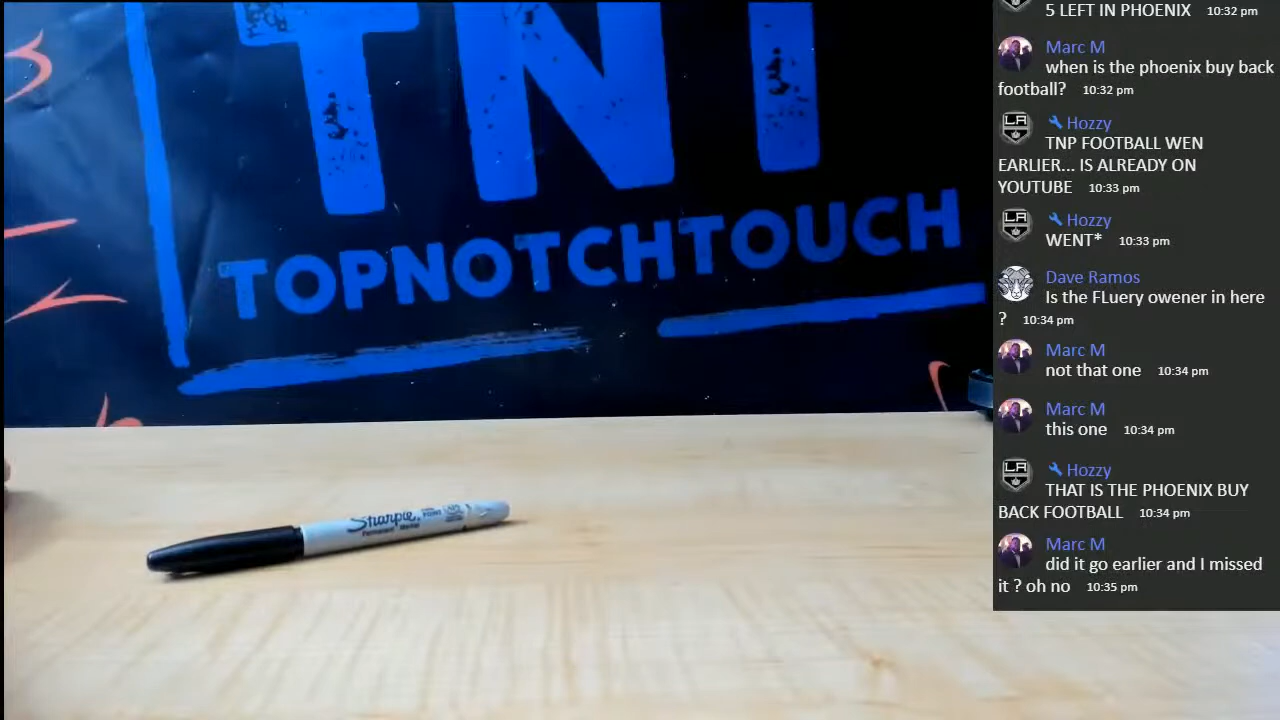 TNT
TOPNOTCHTOUCH
Sharpie.
Permanent Marker
5 LEFT IN PHOENIX 10:32 pm
Marc M
when is the phoenix buy back
football? 10:32 pm
Hozzy
TNP FOOTBALL WEN
EARLIER... IS ALREADY ON
YOUTUBE 10:33 pm
Hozzy
WENT* 10:33 pm
Dave Ramos
Is the FLuery owener in here
? 10:34 pm
Marc M
not that one 10:34 pm
Marc M
this one 10:34 pm
Hozzy
THAT IS THE PHOENIX BUY
BACK FOOTBALL 10:34 pm
Marc M
did it go earlier and I missed
it ? oh no 10:35 pm